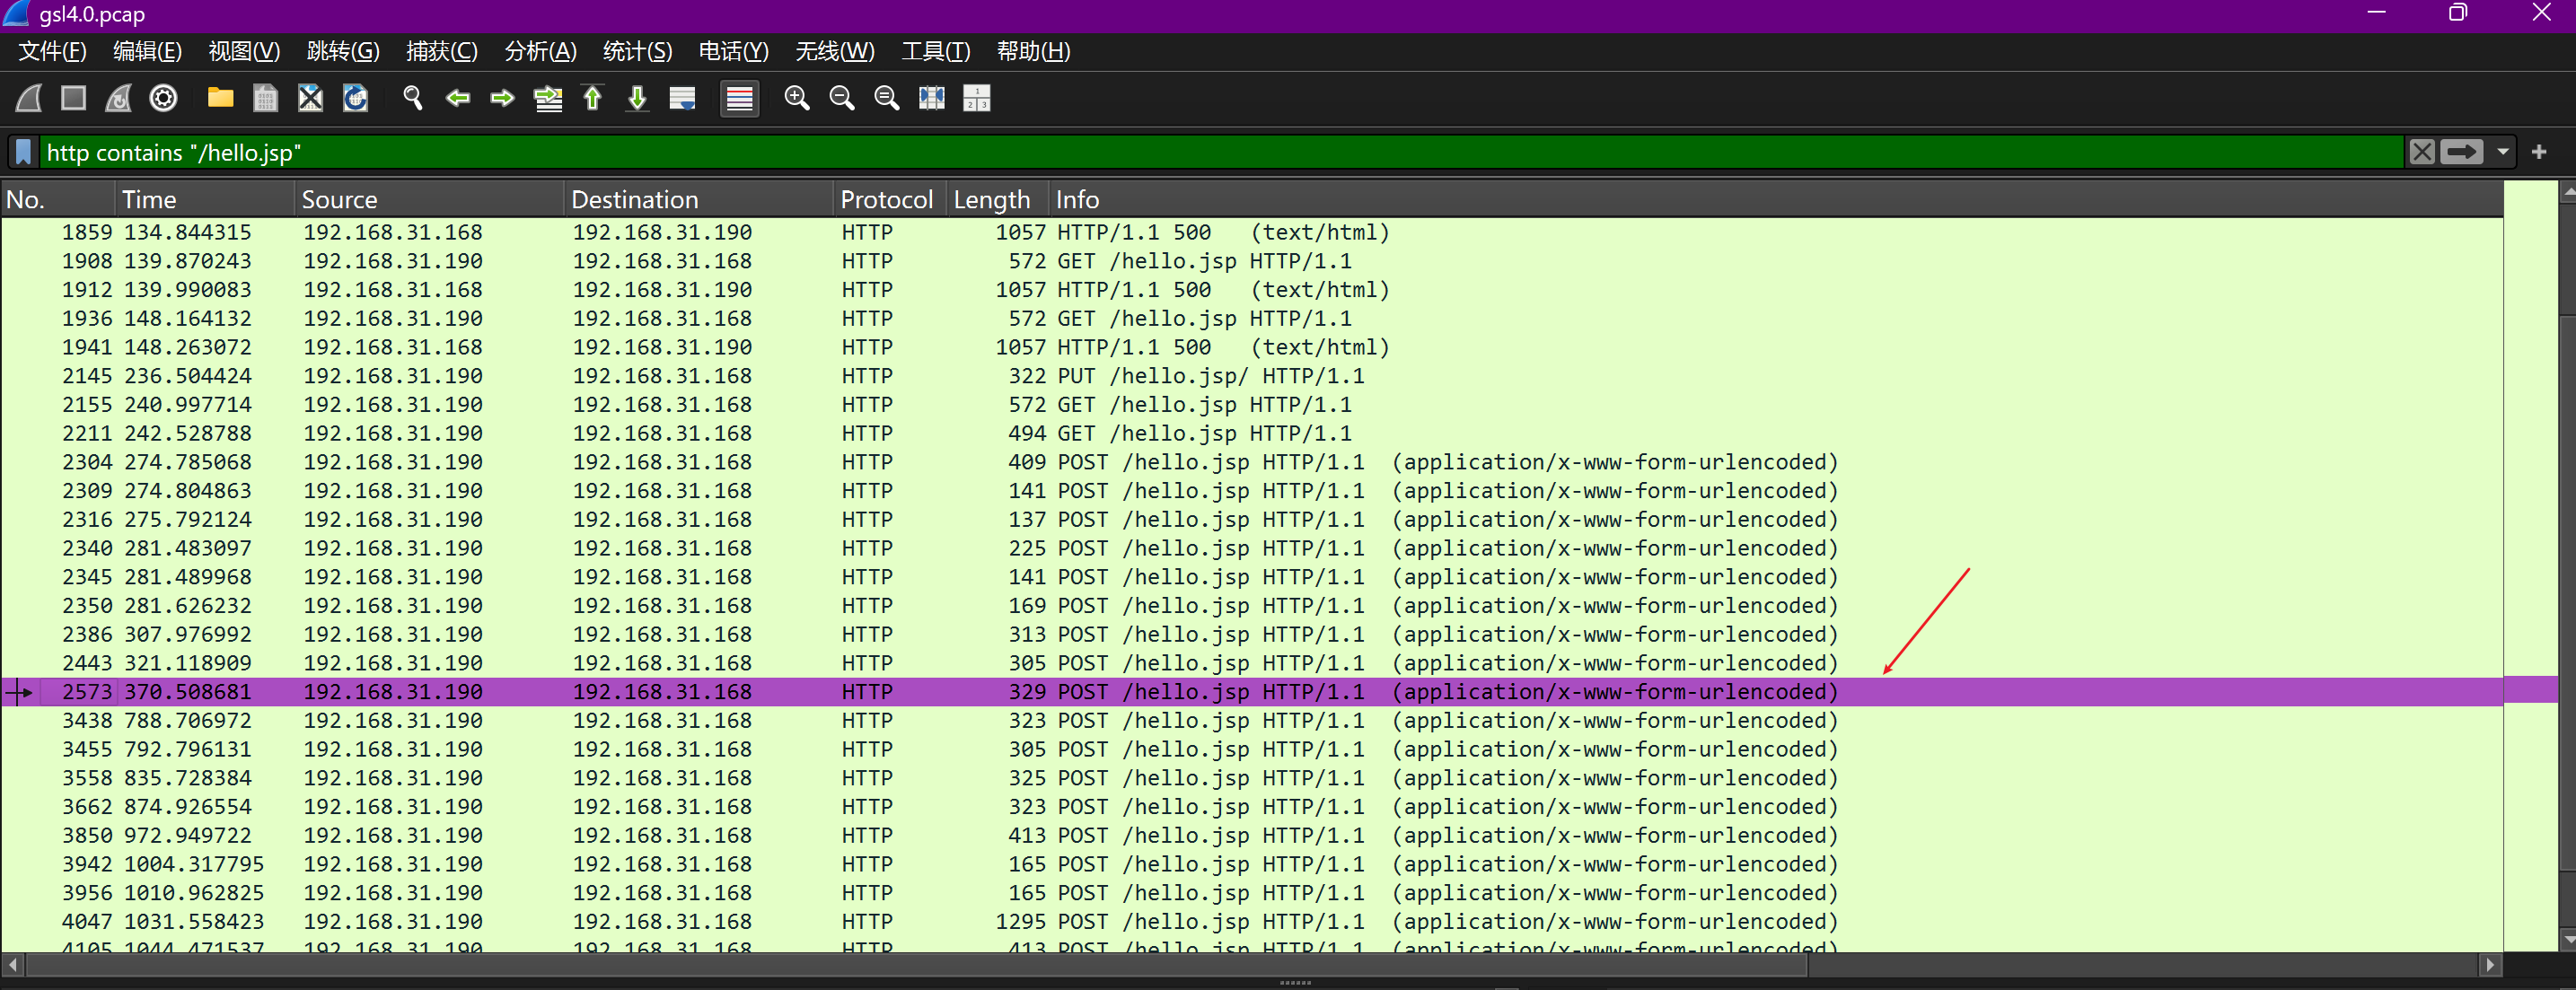 gsl4.0.pcap
文件(F) 编辑(E) 视图(V) 跳转(G) 捕获(C) 分析(A) 统计(S) 电话(Y) 无线(W) 工具(T) 帮助(H)
http contains "/hello.jsp"
No. Time Source Destination Protocol Length Info
1859 134.844315 192.168.31.168 192.168.31.190 HTTP 1057 HTTP/1.1 500 (text/html)
1908 139.870243 192.168.31.190 192.168.31.168 HTTP 572 GET /hello.jsp HTTP/1.1
1912 139.990083 192.168.31.168 192.168.31.190 HTTP 1057 HTTP/1.1 500 (text/html)
1936 148.164132 192.168.31.190 192.168.31.168 HTTP 572 GET /hello.jsp HTTP/1.1
1941 148.263072 192.168.31.168 192.168.31.190 HTTP 1057 HTTP/1.1 500 (text/html)
2145 236.504424 192.168.31.190 192.168.31.168 HTTP 322 PUT /hello.jsp/ HTTP/1.1
2155 240.997714 192.168.31.190 192.168.31.168 HTTP 572 GET /hello.jsp HTTP/1.1
2211 242.528788 192.168.31.190 192.168.31.168 HTTP 494 GET /hello.jsp HTTP/1.1
2304 274.785068 192.168.31.190 192.168.31.168 HTTP 409 POST /hello.jsp HTTP/1.1 (application/x-www-form-urlencoded)
2309 274.804863 192.168.31.190 192.168.31.168 HTTP 141 POST /hello.jsp HTTP/1.1 (application/x-www-form-urlencoded)
2316 275.792124 192.168.31.190 192.168.31.168 HTTP 137 POST /hello.jsp HTTP/1.1 (application/x-www-form-urlencoded)
2340 281.483097 192.168.31.190 192.168.31.168 HTTP 225 POST /hello.jsp HTTP/1.1 (application/x-www-form-urlencoded)
2345 281.489968 192.168.31.190 192.168.31.168 HTTP 141 POST /hello.jsp HTTP/1.1 (application/x-www-form-urlencoded)
2350 281.626232 192.168.31.190 192.168.31.168 HTTP 169 POST /hello.jsp HTTP/1.1 (application/x-www-form-urlencoded)
2386 307.976992 192.168.31.190 192.168.31.168 HTTP 313 POST /hello.jsp HTTP/1.1 (application/x-www-form-urlencoded)
2443 321.118909 192.168.31.190 192.168.31.168 HTTP 305 POST /hello.jsp HTTP/1.1 (application/x-www-form-urlencoded)
2573 370.508681 192.168.31.190 192.168.31.168 HTTP 329 POST /hello.jsp HTTP/1.1 (application/x-www-form-urlencoded)
3438 788.706972 192.168.31.190 192.168.31.168 HTTP 323 POST /hello.jsp HTTP/1.1 (application/x-www-form-urlencoded)
3455 792.796131 192.168.31.190 192.168.31.168 HTTP 305 POST /hello.jsp HTTP/1.1 (application/x-www-form-urlencoded)
3558 835.728384 192.168.31.190 192.168.31.168 HTTP 325 POST /hello.jsp HTTP/1.1 (application/x-www-form-urlencoded)
3662 874.926554 192.168.31.190 192.168.31.168 HTTP 323 POST /hello.jsp HTTP/1.1 (application/x-www-form-urlencoded)
3850 972.949722 192.168.31.190 192.168.31.168 HTTP 413 POST /hello.jsp HTTP/1.1 (application/x-www-form-urlencoded)
3942 1004.317795 192.168.31.190 192.168.31.168 HTTP 165 POST /hello.jsp HTTP/1.1 (application/x-www-form-urlencoded)
3956 1010.962825 192.168.31.190 192.168.31.168 HTTP 165 POST /hello.jsp HTTP/1.1 (application/x-www-form-urlencoded)
4047 1031.558423 192.168.31.190 192.168.31.168 HTTP 1295 POST /hello.jsp HTTP/1.1 (application/x-www-form-urlencoded)
4105 1044.471537 192.168.31.190 192.168.31.168 HTTP 413 POST /hello.jsp HTTP/1.1 (application/x-www-form-urlencoded)